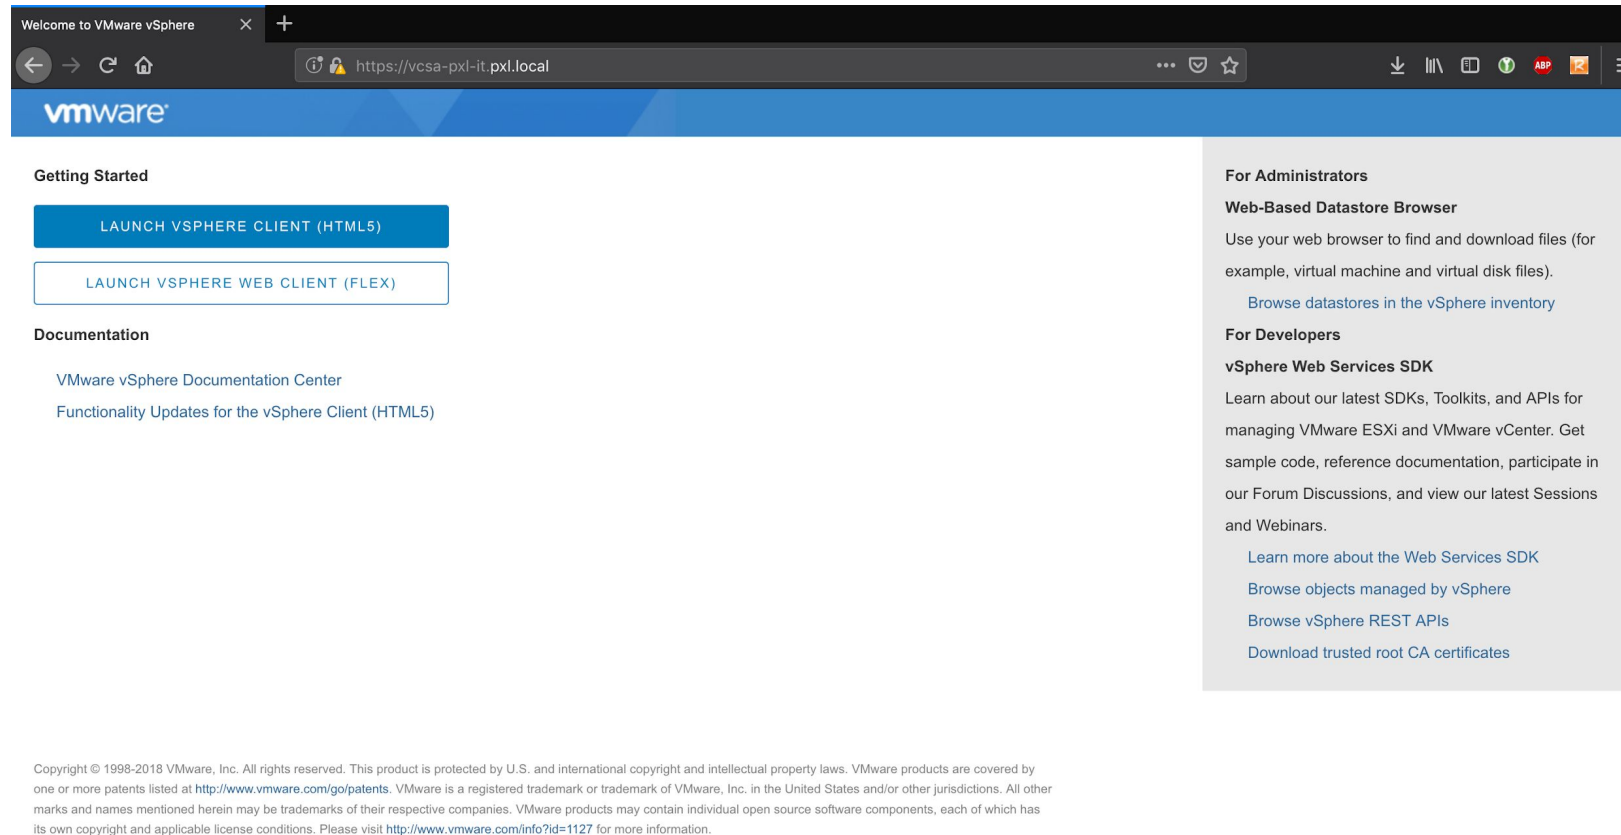 Welcome to VMware vSphere
https://vcsa-pxl-it.pxl.local
ABP
vmware
Getting Started
LAUNCH VSPHERE CLIENT (HTML5)
LAUNCH VSPHERE WEB CLIENT (FLEX)
Documentation
VMware vSphere Documentation Center
Functionality Updates for the vSphere Client (HTML5)
For Administrators
Web-Based Datastore Browser
Use your web browser to find and download files (for
example, virtual machine and virtual disk files).
Browse datastores in the vSphere inventory
For Developers
vSphere Web Services SDK
Learn about our latest SDKs, Toolkits, and APIs for
managing VMware ESXi and VMware vCenter. Get
sample code, reference documentation, participate in
our Forum Discussions, and view our latest Sessions
and Webinars.
Learn more about the Web Services SDK
Browse objects managed by vSphere
Browse vSphere REST APIs
Download trusted root CA certificates
Copyright © 1998-2018 VMware, Inc. All rights reserved. This product is protected by U.S. and international copyright and intellectual property laws. VMware products are covered by
one or more patents listed at http://www.vmware.com/go/patents. VMware is a registered trademark or trademark of VMware, Inc. in the United States and/or other jurisdictions. All other
marks and names mentioned herein may be trademarks of their respective companies. VMware products may contain individual open source software components, each of which has
its own copyright and applicable license conditions. Please visit http://www.vmware.com/info?id=1127 for more information.